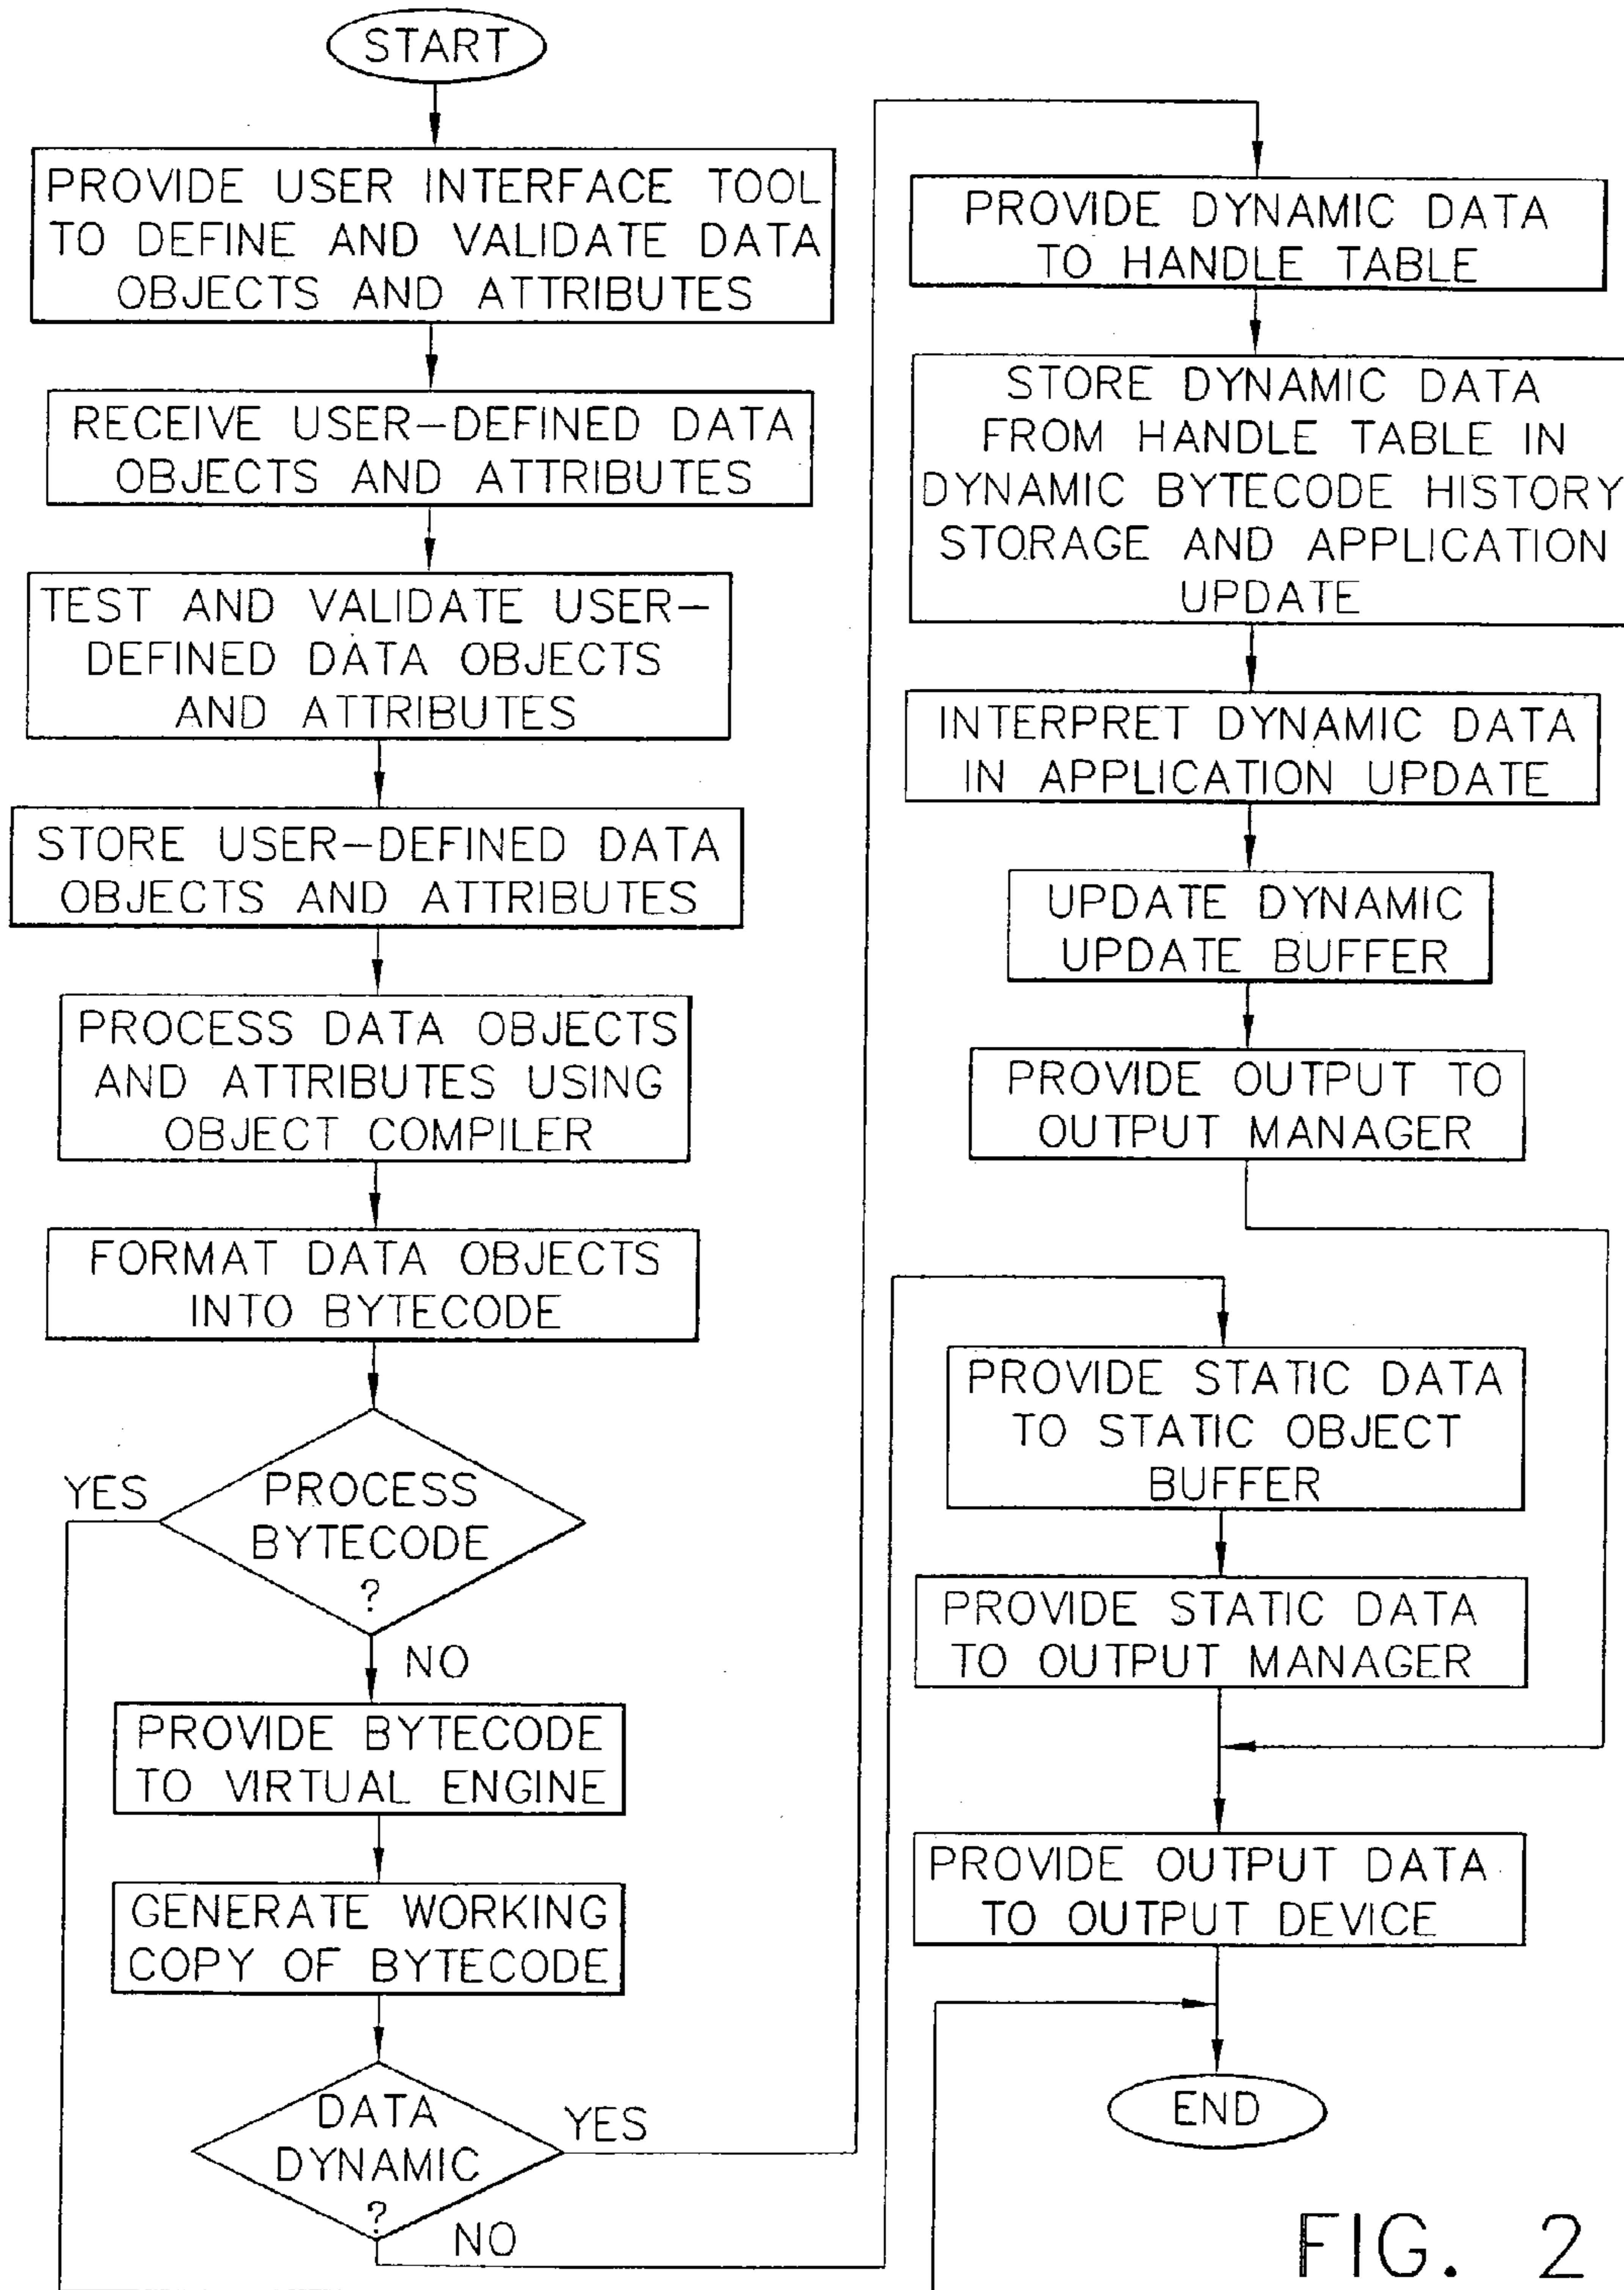 START
PROVIDE USER INTERFACE TOOL
TO DEFINE AND VALIDATE DATA
OBJECTS AND ATTRIBUTES
RECEIVE USER-DEFINED DATA
OBJECTS AND ATTRIBUTES
TEST AND VALIDATE USER-
DEFINED DATA OBJECTS
AND ATTRIBUTES
STORE USER-DEFINED DATA
OBJECTS AND ATTRIBUTES
PROCESS DATA OBJECTS
AND ATTRIBUTES USING
OBJECT COMPILER
FORMAT DATA OBJECTS
INTO BYTECODE
YES
PROCESS
BYTECODE
?
NO
PROVIDE BYTECODE
TO VIRTUAL ENGINE
GENERATE WORKING
COPY OF BYTECODE
DATA
DYNAMIC
?
YES
NO
PROVIDE DYNAMIC DATA
TO HANDLE TABLE
STORE DYNAMIC DATA
FROM HANDLE TABLE IN
DYNAMIC BYTECODE HISTORY
STORAGE AND APPLICATION
UPDATE
INTERPRET DYNAMIC DATA
IN APPLICATION UPDATE
UPDATE DYNAMIC
UPDATE BUFFER
PROVIDE OUTPUT TO
OUTPUT MANAGER
PROVIDE STATIC DATA
TO STATIC OBJECT
BUFFER
PROVIDE STATIC DATA
TO OUTPUT MANAGER
PROVIDE OUTPUT DATA
TO OUTPUT DEVICE
END
FIG. 2